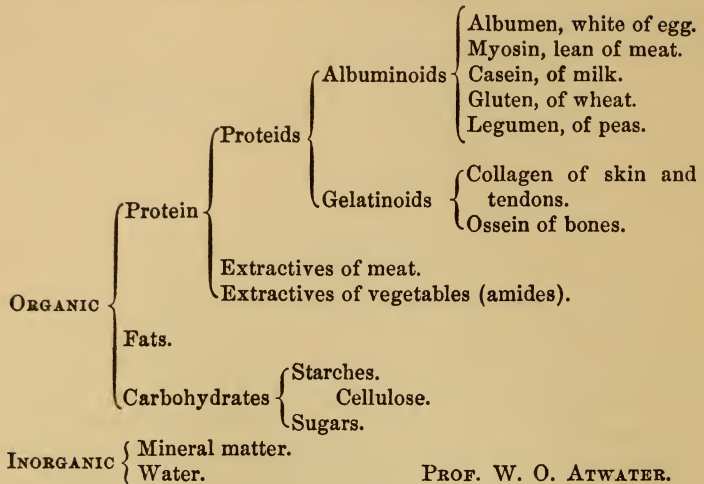 Albumen, white of egg.
Myosin, lean of meat.
Albuminoids Casein, of milk.
Gluten, of wheat.
Proteids Legumen, of peas.
Collagen of skin and
Gelatinoids tendons.
Protein Ossein of bones.
Extractives of meat.
Extractives of vegetables (amides).
ORGANIC
Fats.
Starches.
Carbohydrates Cellulose.
Sugars.
INORGANIC Mineral matter.
Water. PROF. W. O. ATWATER.